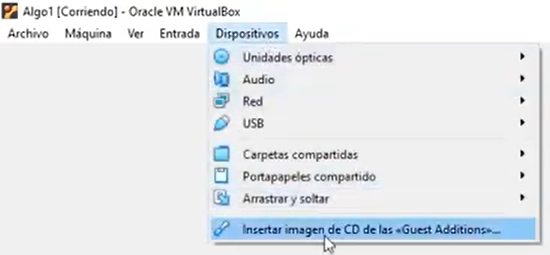 Algo1 [Corriendo] - Oracle VM VirtualBox
Archivo Máquina Ver Entrada Dispositivos Ayuda
Unidades ópticas
Audio
Red
USB
Carpetas compartidas
Portapapeles compartido
Arrastrar y soltar
Insertar imagen de CD de las «Guest Additions»...